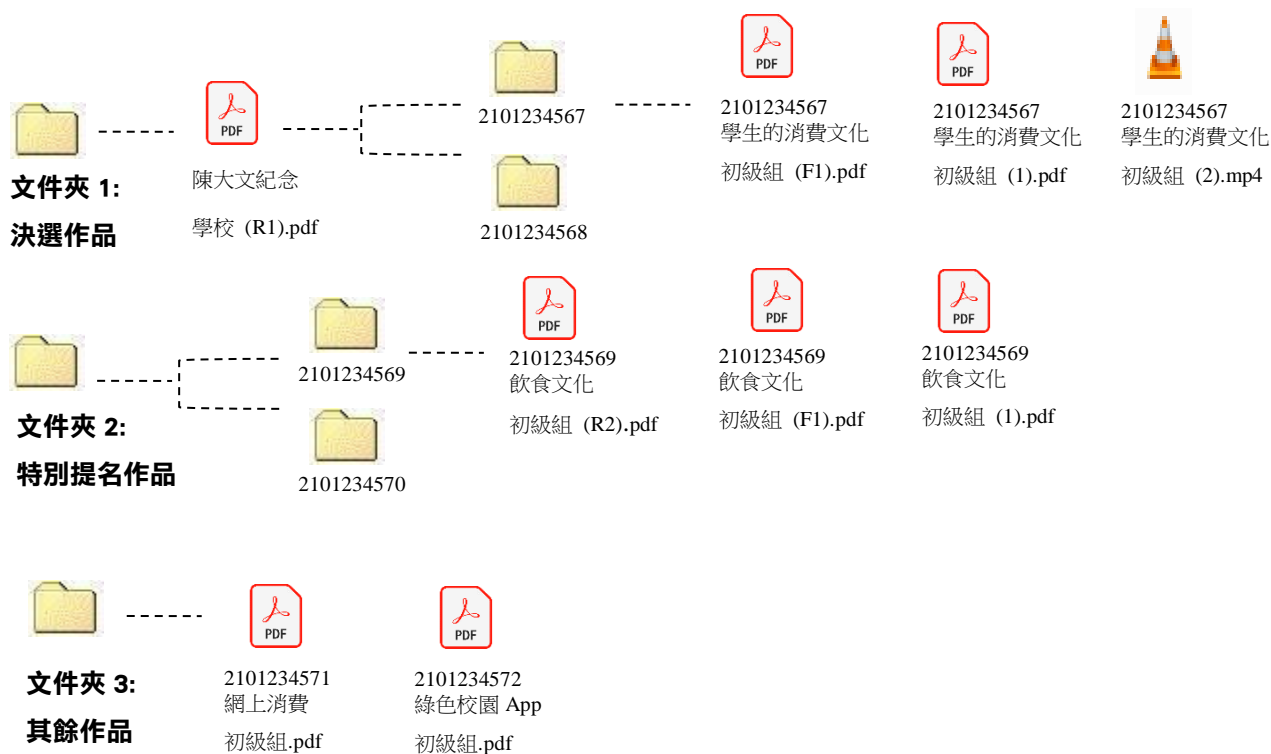 PDF
PDF
PDF
2101234567
2101234567
學生的消費文化
初級組 (F1).pdf
2101234567
學生的消費文化
初級組 (1).pdf
2101234567
學生的消費文化
初級組 (2).mp4
文件夾 1:
決選作品
陳大文紀念
學校 (R1).pdf
2101234568
PDF
PDF
PDF
2101234569
2101234569
飲食文化
初級組 (R2).pdf
2101234569
飲食文化
初級組 (F1).pdf
2101234569
飲食文化
初級組 (1).pdf
文件夾 2:
特別提名作品
2101234570
PDF
PDF
文件夾 3:
其餘作品
2101234571
網上消費
初級組.pdf
2101234572
綠色校園 App
初級組.pdf